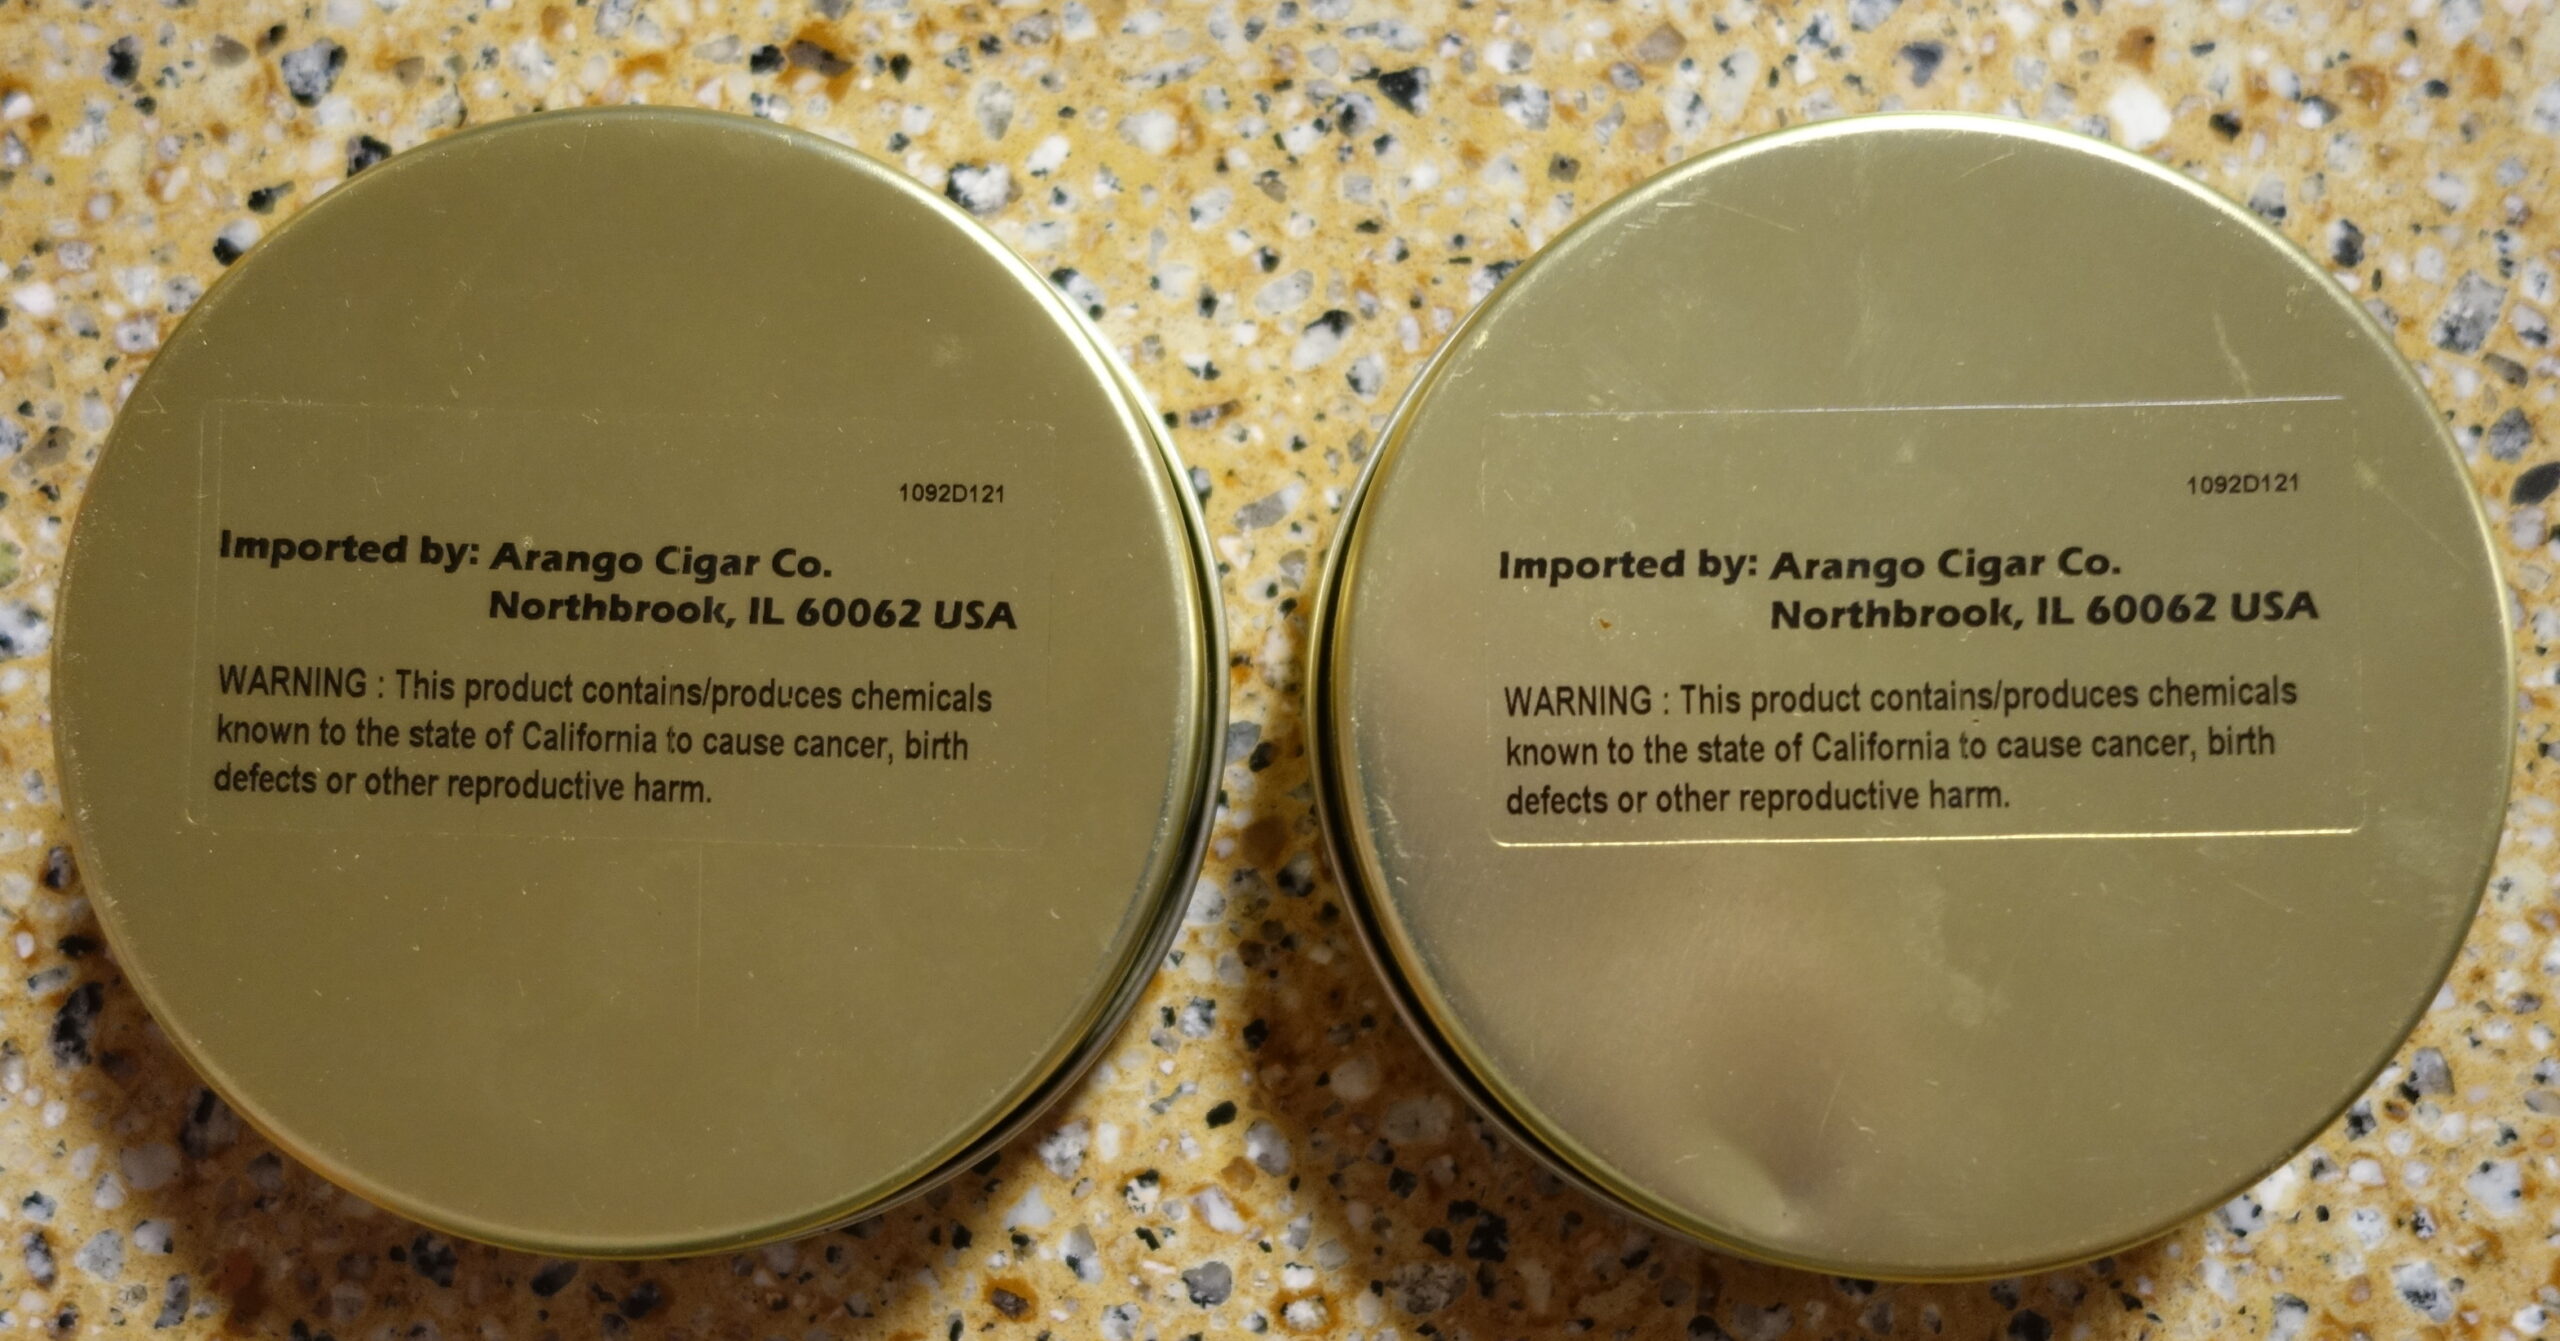 1092D121
Imported by: Arango Cigar Co.
Northbrook, IL 60062 USA
WARNING : This product contains/produces chemicals
known to the state of California to cause cancer, birth
defects or other reproductive harm.
1092D121
Imported by: Arango Cigar Co.
Northbrook, IL 60062 USA
WARNING : This product contains/produces chemicals
known to the state of California to cause cancer, birth
defects or other reproductive harm.